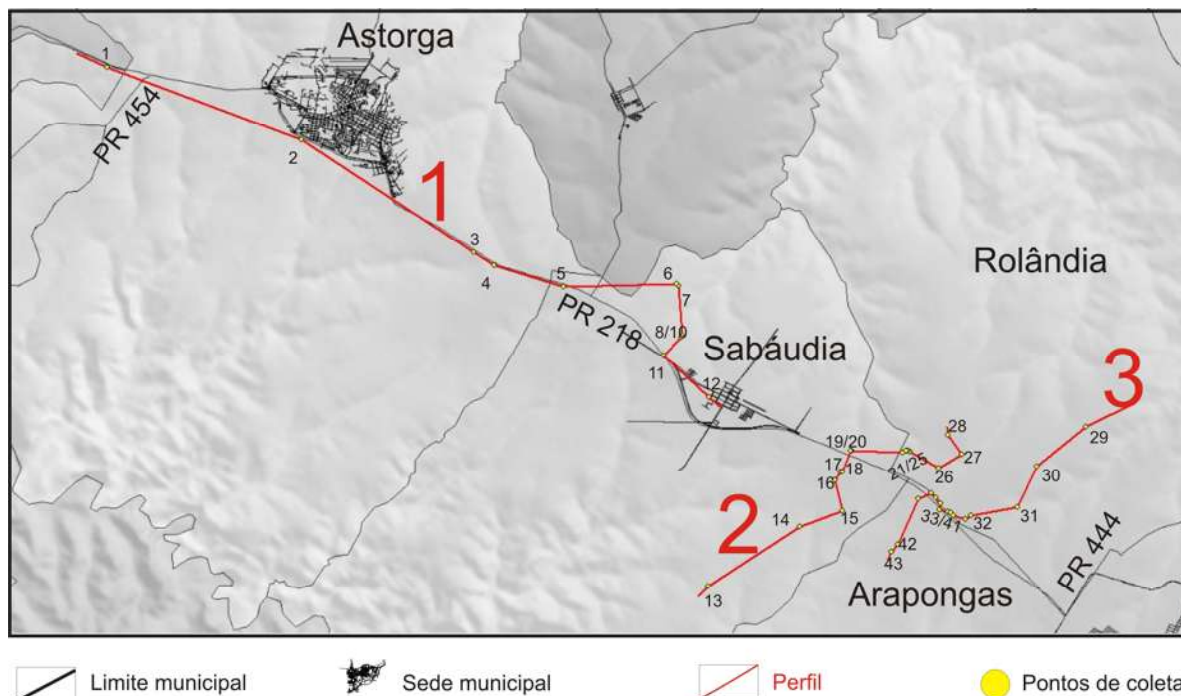 Astorga
1
PR 454
2
1
3
4
5
6
7
PR 218
8/10
11
Sabáudia
12
Rolândia
3
28
29
19/20
21/25
27
17
18
26
30
16
2
14
15
33/41
32
31
42
43
13
Arapongas
PR 444
Limite municipal
Sede municipal
Perfil
Pontos de coleta